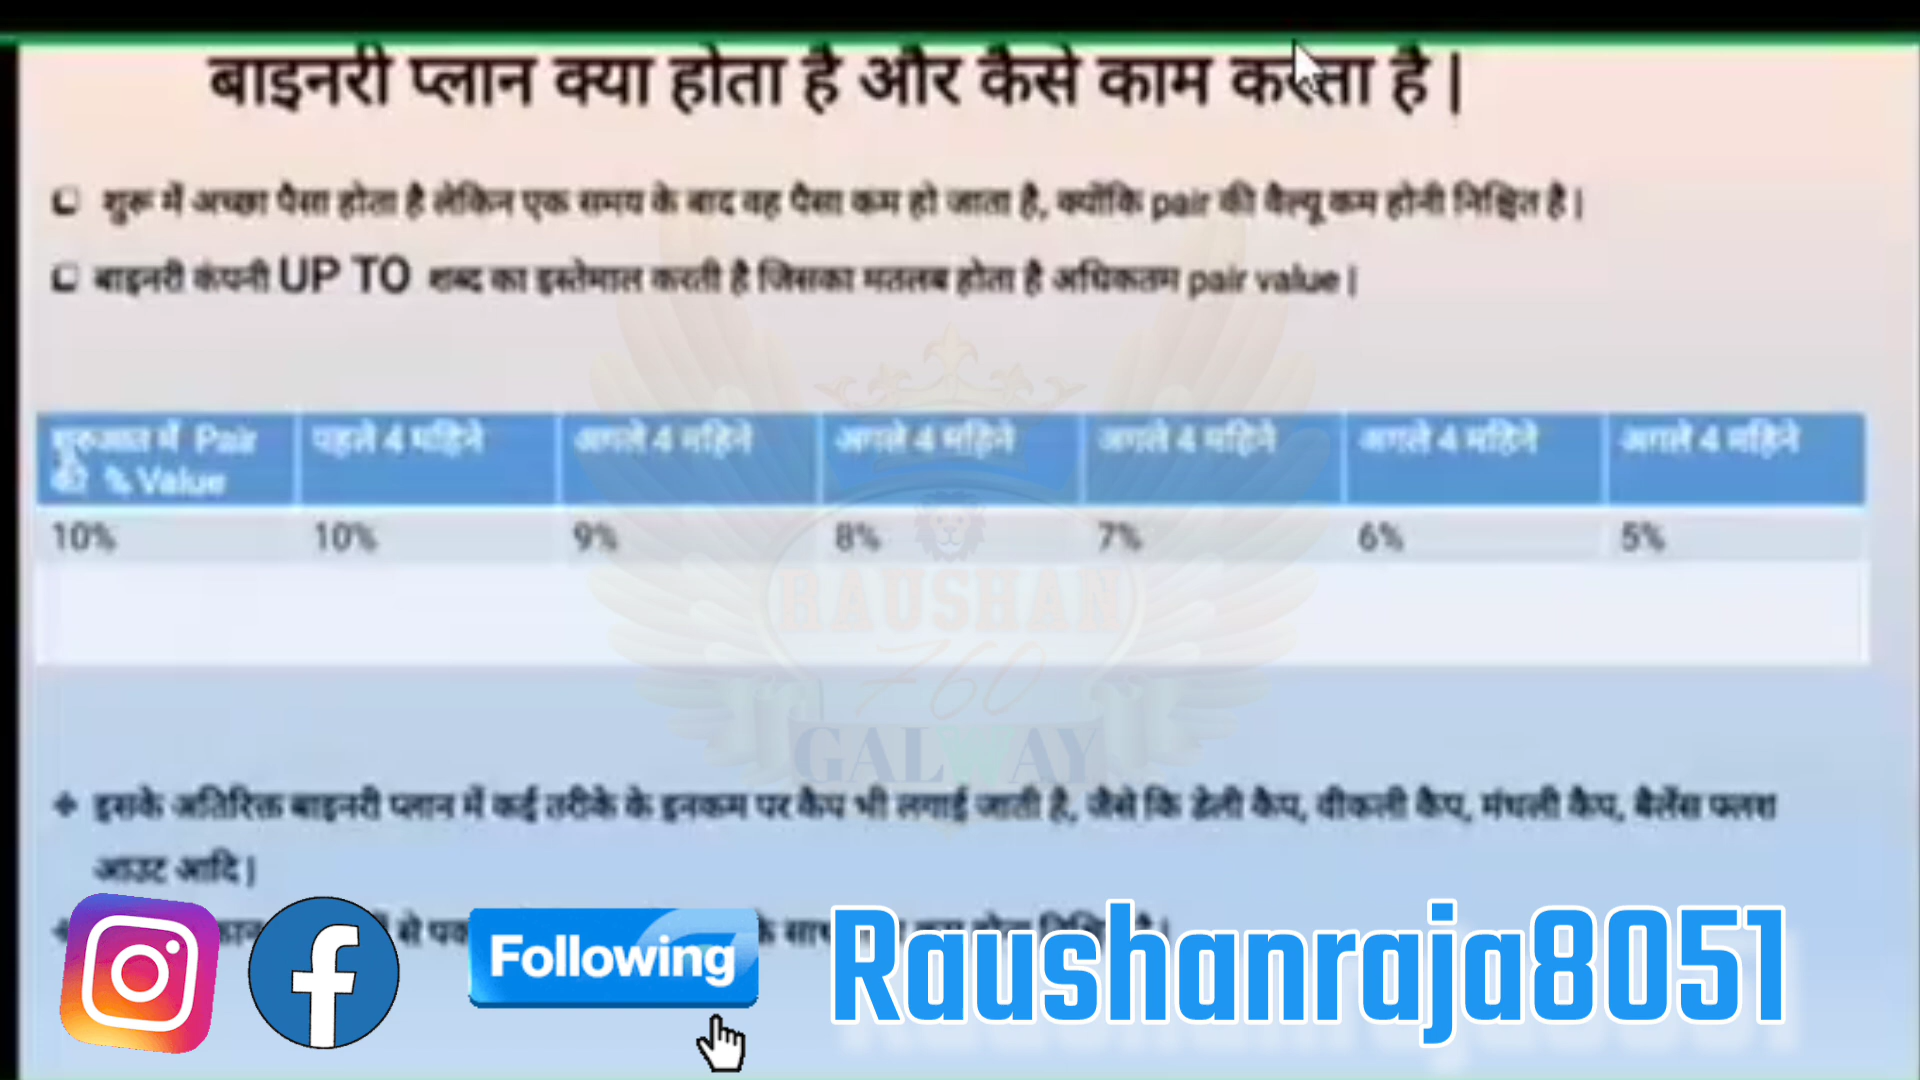 बाइनरी प्लान क्या होता है और कैसे काम करता है |
शुरू में अच्छा पैसा होता है लेकिन एक समय के बाद वह पैसा कम हो जाता है, क्योंकि pair की वैल्यू कम होनी निश्चित है |
बाइनरी कंपनी UP TO शब्द का इस्तेमाल करती है जिसका मतलब होता है अधिकतम pair value |
शुरुआत में Pair की % Value पहले 4 महिने अगले 4 महिने अगले 4 महिने अगले 4 महिने अगले 4 महिने अगले 4 महिने
10% 10% 9% 8% 7% 6% 5%
RAUSHAN
760
GALWAY
इसके अतिरिक्त बाइनरी प्लान में कई तरीके के इनकम पर कैप भी लगाई जाती है, जैसे कि डेली कैप, वीकली कैप, मंथली कैप, बैलेंस फ्लश
आउट आदि |
से के
Following Raushanraja8051